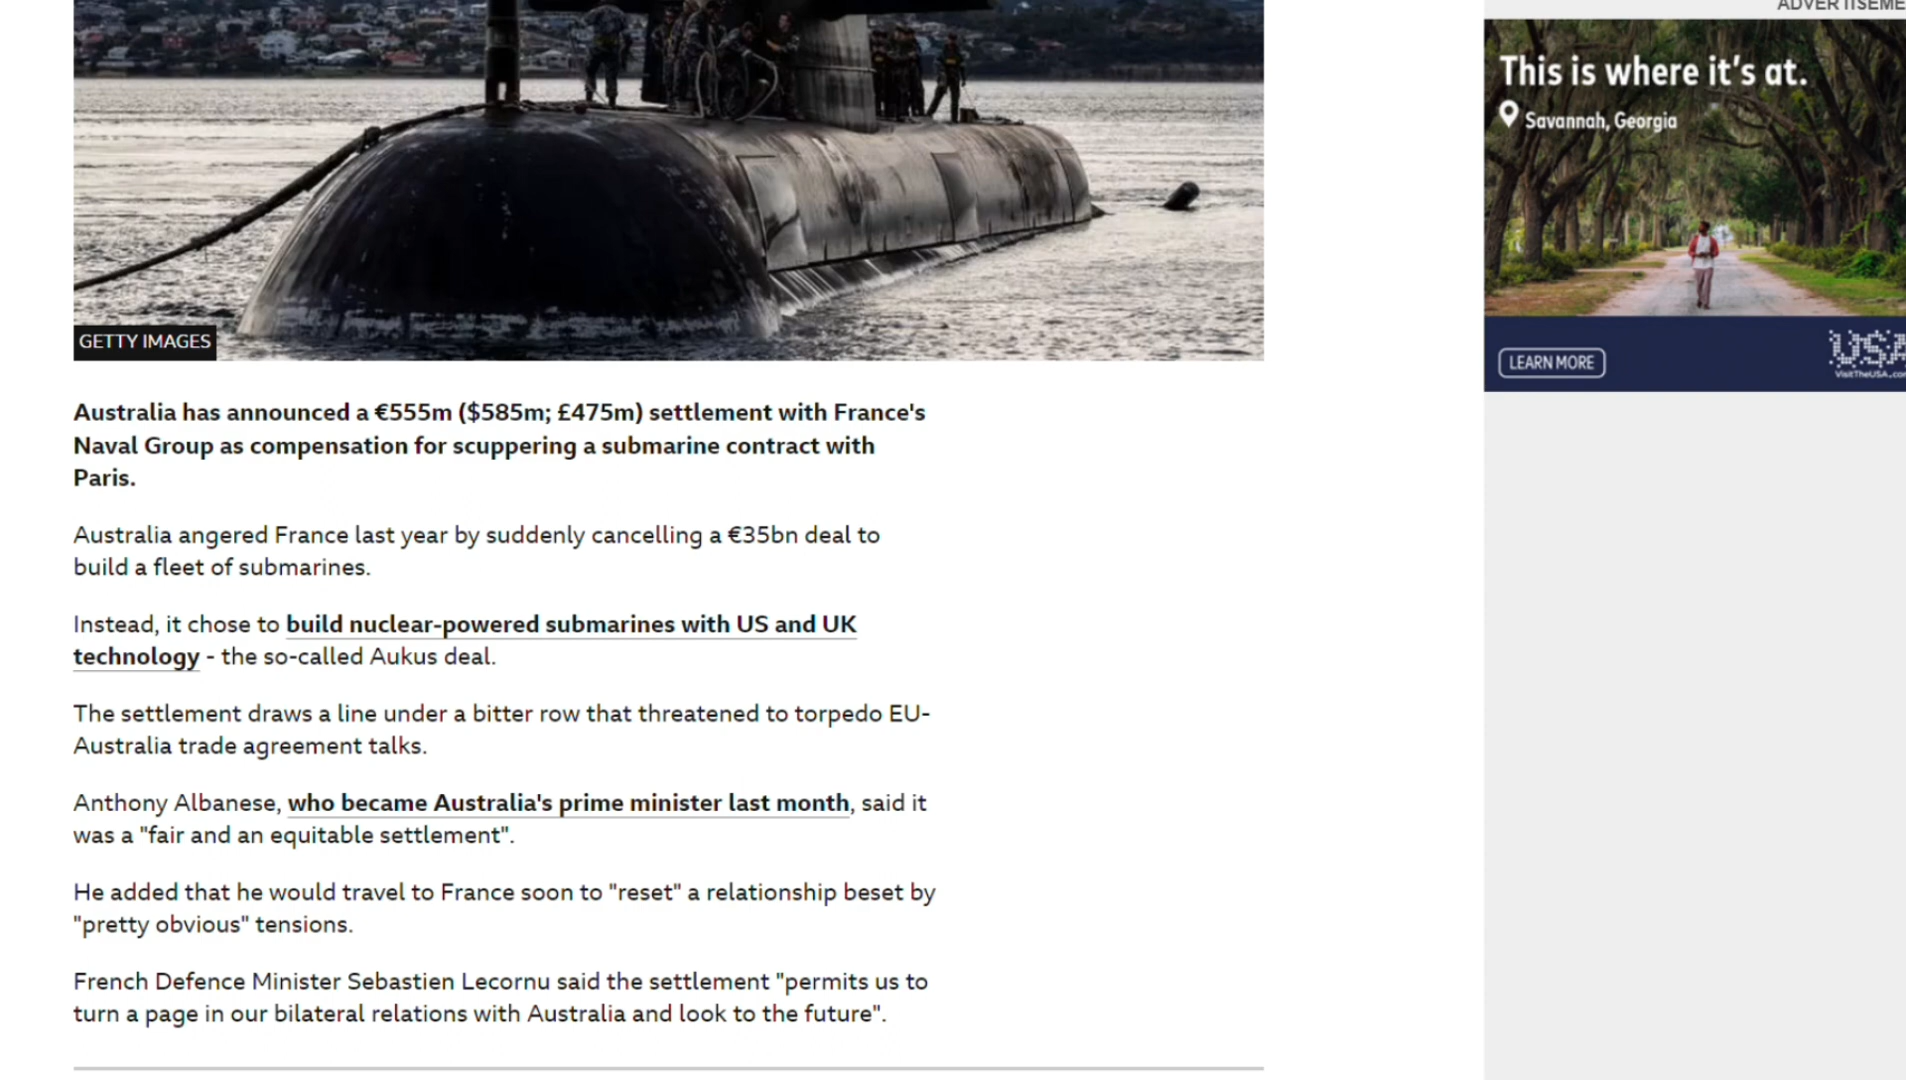 ADVERTISEME
This is where it's at.
Savannah, Georgia
LEARN MORE
USA
VisitTheUSA.co
GETTY IMAGES
Australia has announced a €555m ($585m; £475m) settlement with France's
Naval Group as compensation for scuppering a submarine contract with
Paris.
Australia angered France last year by suddenly cancelling a €35bn deal to
build a fleet of submarines.
Instead, it chose to build nuclear-powered submarines with US and UK
technology - the so-called Aukus deal.
The settlement draws a line under a bitter row that threatened to torpedo EU-
Australia trade agreement talks.
Anthony Albanese, who became Australia's prime minister last month, said it
was a "fair and an equitable settlement".
He added that he would travel to France soon to "reset" a relationship beset by
"pretty obvious" tensions.
French Defence Minister Sebastien Lecornu said the settlement "permits us to
turn a page in our bilateral relations with Australia and look to the future".